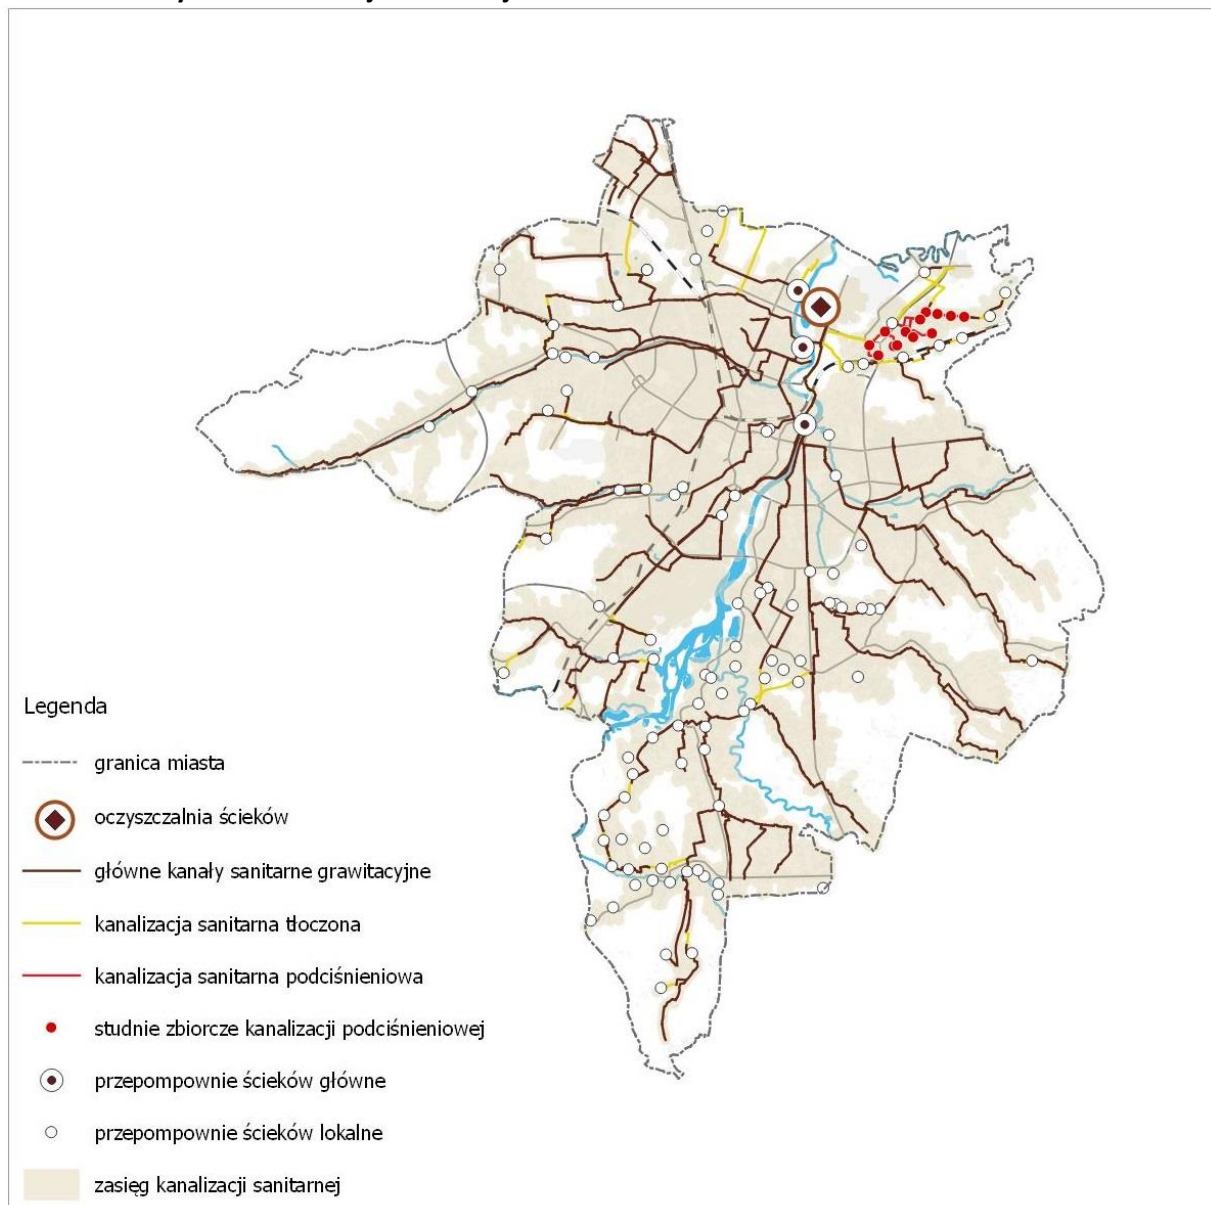 Legenda
granica miasta
oczyszczalnia ścieków
główne kanały sanitarne grawitacyjne
kanalizacja sanitarna tłoczona
kanalizacja sanitarna podciśnieniowa
studnie zbiorcze kanalizacji podciśnieniowej
przepompownie ścieków główne
przepompownie ścieków lokalne
zasięg kanalizacji sanitarnej